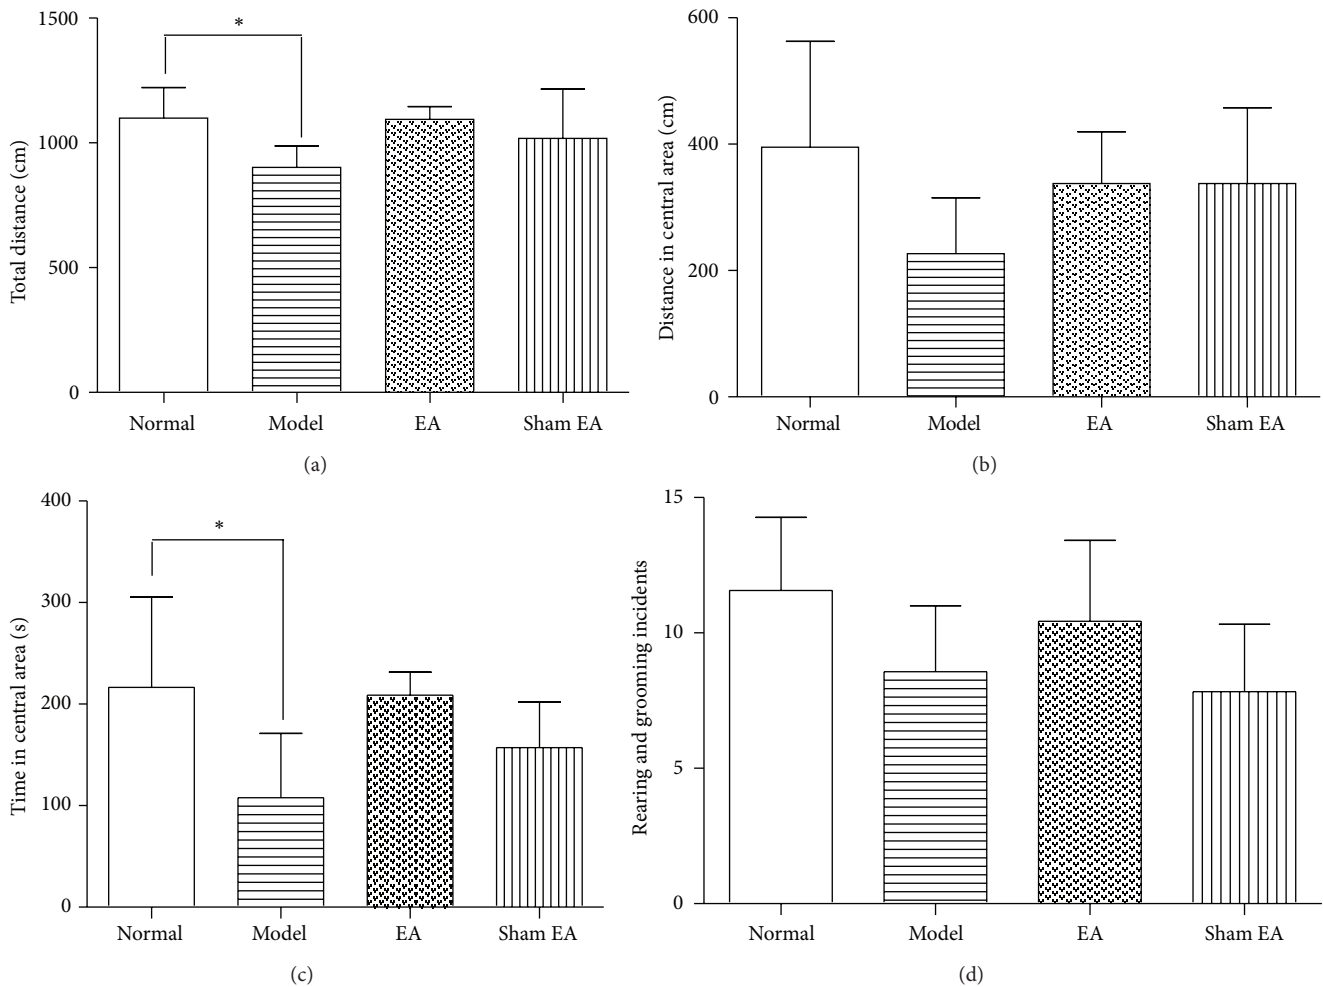 1500
1000
500
0
Total distance (cm)
*
Normal
Model
EA
Sham EA
(a)
600
400
200
0
Distance in central area (cm)
Normal
Model
EA
Sham EA
(b)
400
300
200
100
0
Time in central area (s)
*
Normal
Model
EA
Sham EA
(c)
15
10
5
0
Rearing and grooming incidents
Normal
Model
EA
Sham EA
(d)